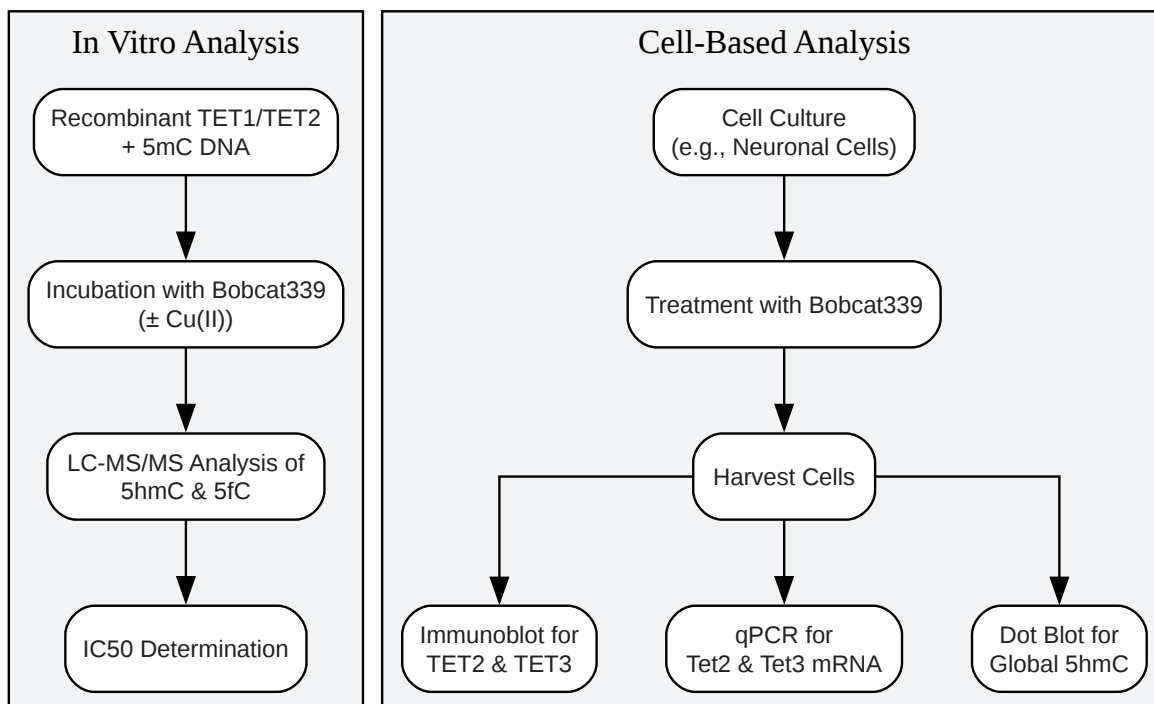 In Vitro Analysis
Recombinant TET1/TET2
+ 5mC DNA
Incubation with Bobcat339
(± Cu(II))
LC-MS/MS Analysis of
5hmC & 5fC
IC50 Determination
Cell-Based Analysis
Cell Culture
(e.g., Neuronal Cells)
Treatment with Bobcat339
Harvest Cells
Immunoblot for
TET2 & TET3
qPCR for
Tet2 & Tet3 mRNA
Dot Blot for
Global 5hmC